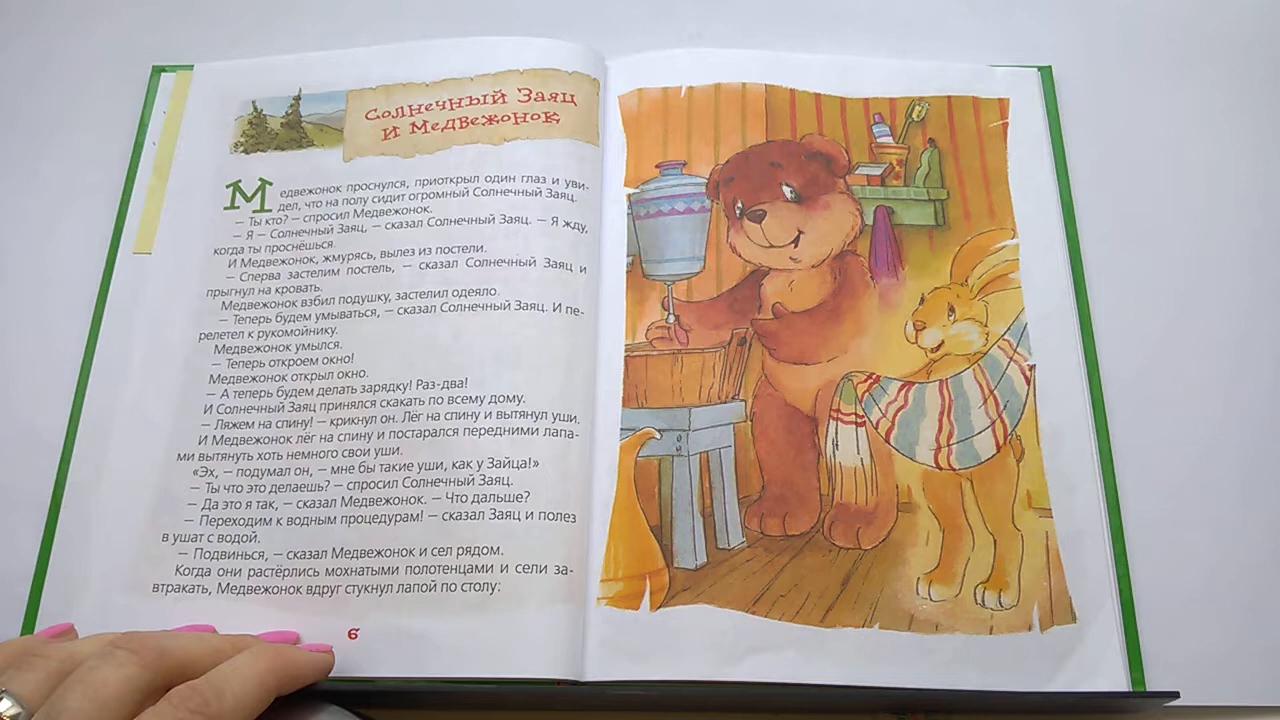 Солнечный Заяц
и Медвежонок
Медвежонок проснулся, приоткрыл один глаз и уви-
дел, что на полу сидит огромный Солнечный Заяц.
— Ты кто? — спросил Медвежонок.
— Я — Солнечный Заяц, — сказал Солнечный Заяц. — Я жду,
когда ты проснёшься.
И Медвежонок, жмурясь, вылез из постели.
— Сперва застелим постель, — сказал Солнечный Заяц и
прыгнул на кровать.
Медвежонок взбил подушку, застелил одеяло.
— Теперь будем умываться, — сказал Солнечный Заяц. И пе-
релетел к рукомойнику.
Медвежонок умылся.
— Теперь откроем окно!
Медвежонок открыл окно.
— А теперь будем делать зарядку! Раз-два!
И Солнечный Заяц принялся скакать по всему дому.
— Ляжем на спину! — крикнул он. Лёг на спину и вытянул уши.
И Медвежонок лёг на спину и постарался передними лапа-
ми вытянуть хоть немного свои уши.
«Эх, — подумал он, — мне бы такие уши, как у Зайца!»
— Ты что это делаешь? — спросил Солнечный Заяц.
— Да это я так, — сказал Медвежонок. — Что дальше?
— Переходим к водным процедурам! — сказал Заяц и полез
в ушат с водой.
— Подвинься, — сказал Медвежонок и сел рядом.
Когда они растёрлись мохнатыми полотенцами и сели за-
втракать, Медвежонок вдруг стукнул лапой по столу:
6